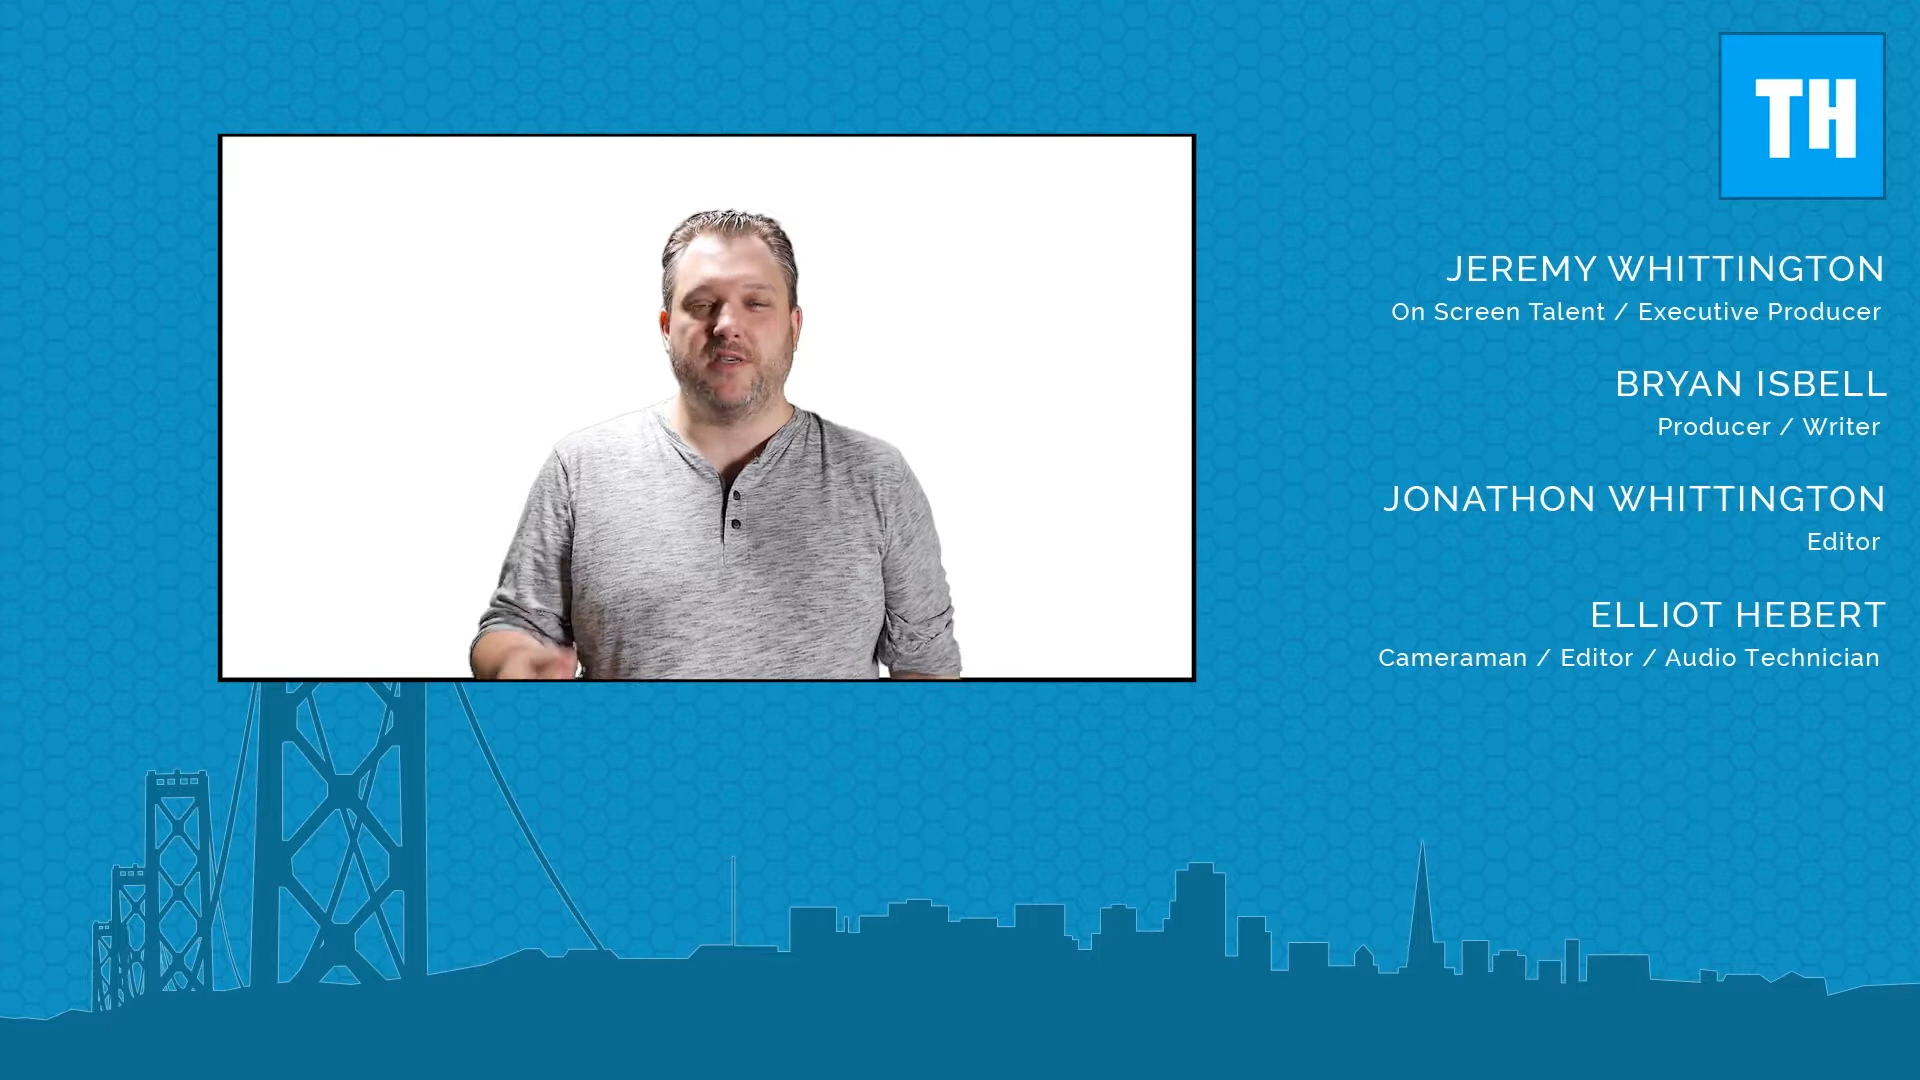 TH
JEREMY WHITTINGTON
On Screen Talent / Executive Producer
BRYAN ISBELL
Producer / Writer
JONATHON WHITTINGTON
Editor
ELLIOT HEBERT
Cameraman / Editor / Audio Technician